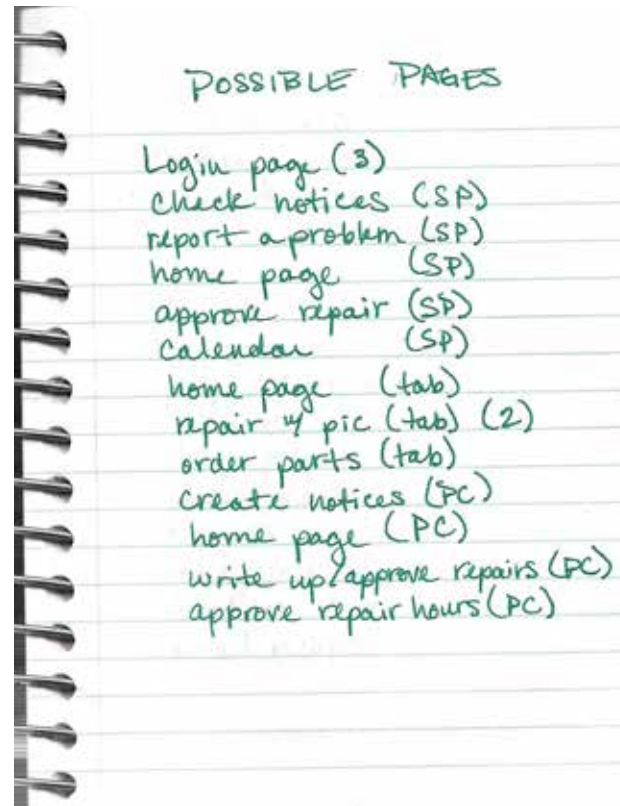 POSSIBLE PAGES
Login page (3)
check notices (SP)
report a problem (SP)
home page (SP)
approve repair (SP)
calendar (SP)
home page (tab)
repair w/ pic (tab) (2)
order parts (tab)
create notices (PC)
home page (PC)
write up/approve repairs (PC)
approve repair hours (PC)